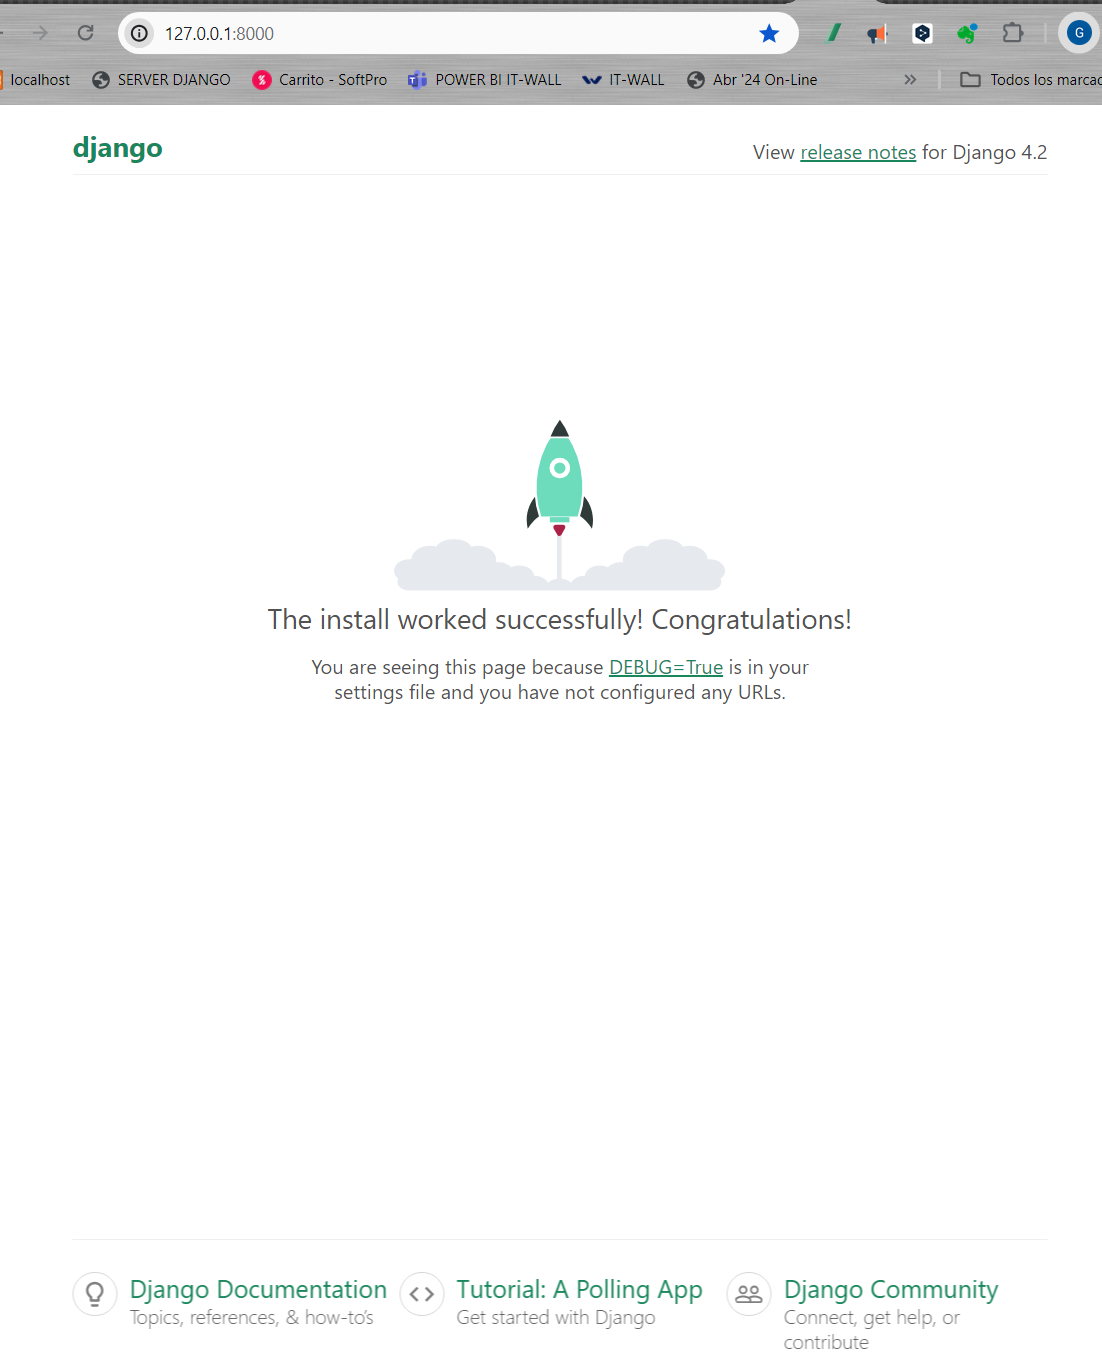 127.0.0.1:8000
G
localhost SERVER DJANGO Carrito - SoftPro POWER BI IT-WALL IT-WALL Abr '24 On-Line » Todos los marcad
django
View release notes for Django 4.2
The install worked successfully! Congratulations!
You are seeing this page because DEBUG=True is in your
settings file and you have not configured any URLs.
Django Documentation
Topics, references, & how-to's
Tutorial: A Polling App
Get started with Django
Django Community
Connect, get help, or
contribute